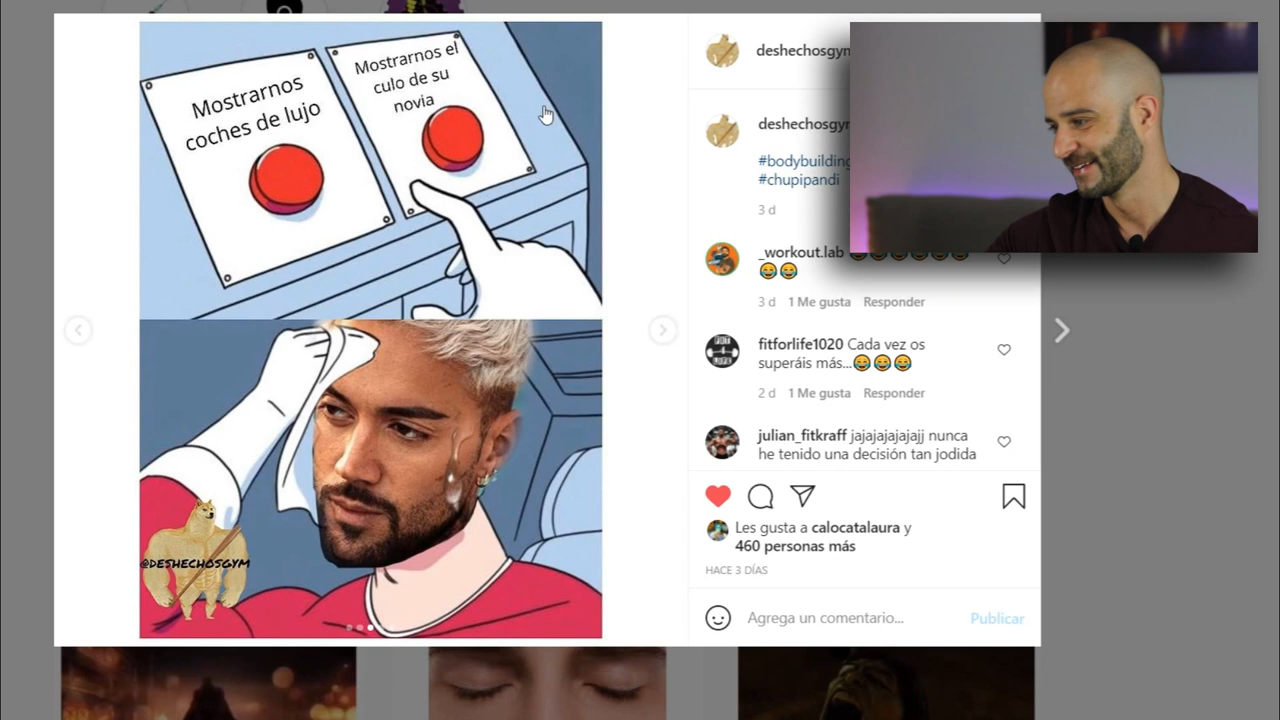 Mostrarnos
coches de lujo
Mostrarnos el
culo de su
novia
@DESHECHOSGYM
deshechosgym
deshechosgy
#bodybuilding
#chupipandi
3 d
_workout.lab 😂😂😂😂😂😂
😂😂
3 d 1 Me gusta Responder
fitforlife1020 Cada vez os
superáis más...😂😂😂
2 d 1 Me gusta Responder
julian_fitkraff jajajajajajajj nunca
he tenido una decisión tan jodida
Les gusta a calocatalaura y
460 personas más
HACE 3 DÍAS
Agrega un comentario...
Publicar